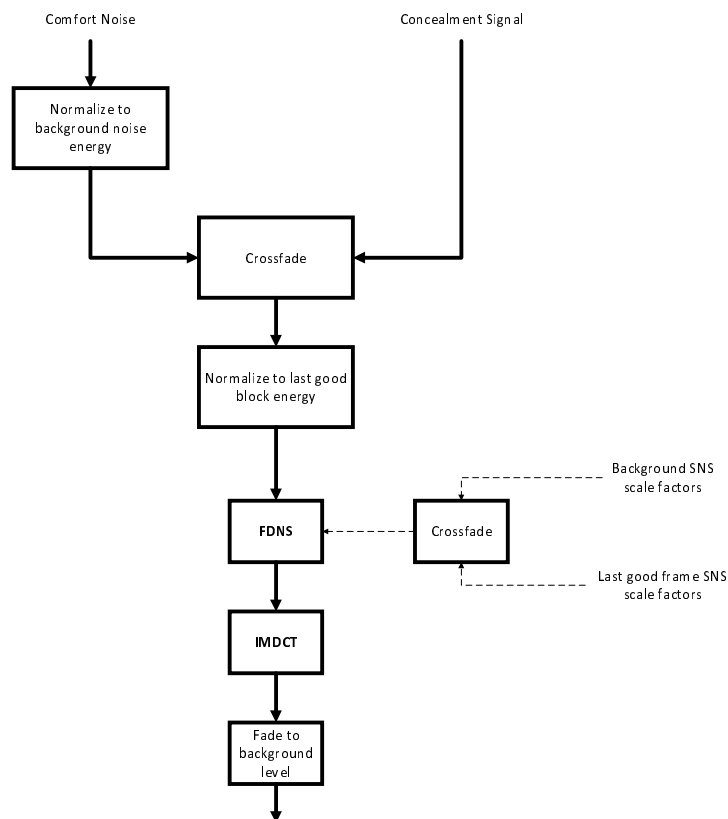 Comfort Noise
Concealment Signal
Normalize to
background noise
energy
Crossfade
Normalize to last good
block energy
Background SNS
scale factors
FDNS
Crossfade
Last good frame SNS
scale factors
IMDCT
Fade to
background
level